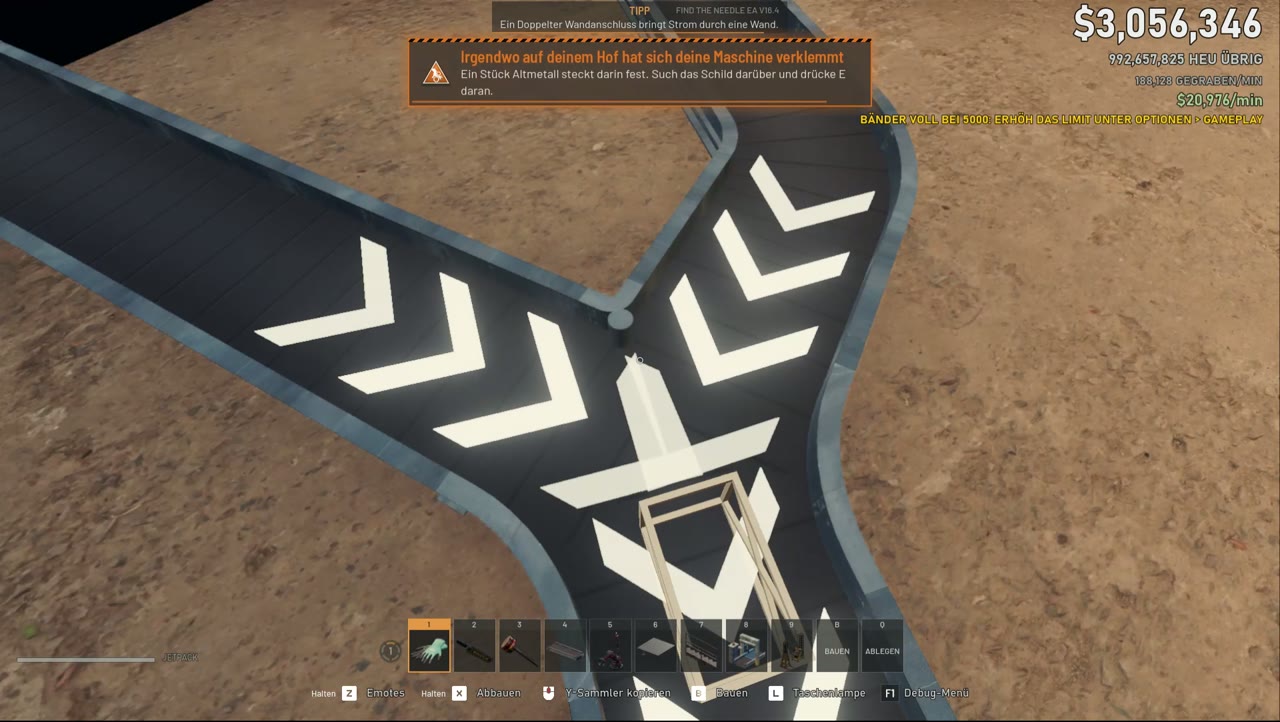 TIPP
FIND THE NEEDLE EA V16.4
Ein Doppelter Wandanschluss bringt Strom durch eine Wand.
Irgendwo auf deinem Hof hat sich deine Maschine verklemmt
Ein Stück Altmetall steckt darin fest. Such das Schild darüber und drücke E
daran.
$3,056,346
992,657,825 HEU ÜBRIG
188,128 GEGRABEN/MIN
$20,976/min
BÄNDER VOLL BEI 5000: ERHÖH DAS LIMIT UNTER OPTIONEN > GAMEPLAY
JETPACK
1
1 2 3 4 5 6 7 8 9 B Q
BAUEN ABLEGEN
Halten Z Emotes Halten X Abbauen Y-Sammler kopieren B Bauen L Taschenlampe F1 Debug-Menü